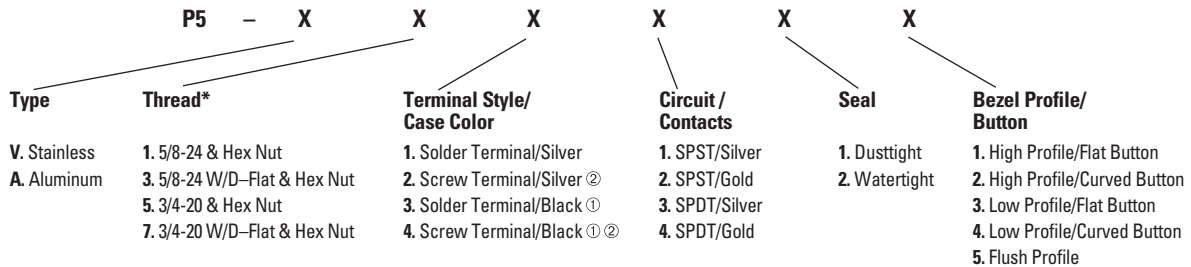 P5 – X X X X X X
Type
V. Stainless
A. Aluminum
Thread*
1. 5/8-24 & Hex Nut
3. 5/8-24 W/D–Flat & Hex Nut
5. 3/4-20 & Hex Nut
7. 3/4-20 W/D–Flat & Hex Nut
Terminal Style/
Case Color
1. Solder Terminal/Silver
2. Screw Terminal/Silver ②
3. Solder Terminal/Black ①
4. Screw Terminal/Black ① ②
Circuit /
Contacts
1. SPST/Silver
2. SPST/Gold
3. SPDT/Silver
4. SPDT/Gold
Seal
1. Dusttight
2. Watertight
Bezel Profile/
Button
1. High Profile/Flat Button
2. High Profile/Curved Button
3. Low Profile/Flat Button
4. Low Profile/Curved Button
5. Flush Profile